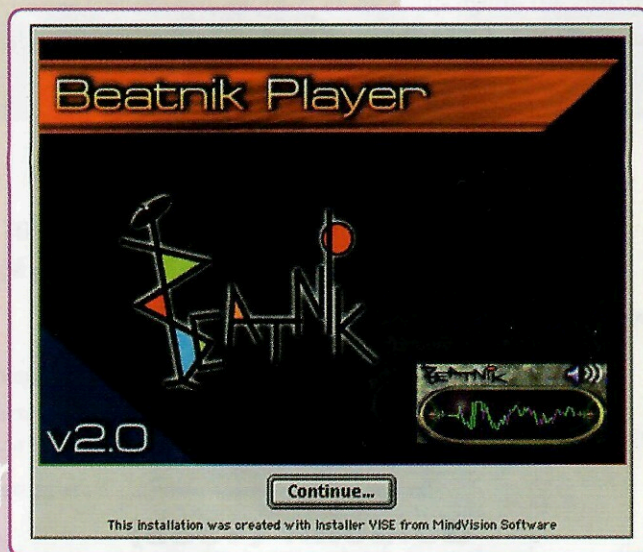 Beatnik Player
BEATNIK
BEATNIK
v2.0
Continue...
This installation was created with Installer VISE from MindVision Software